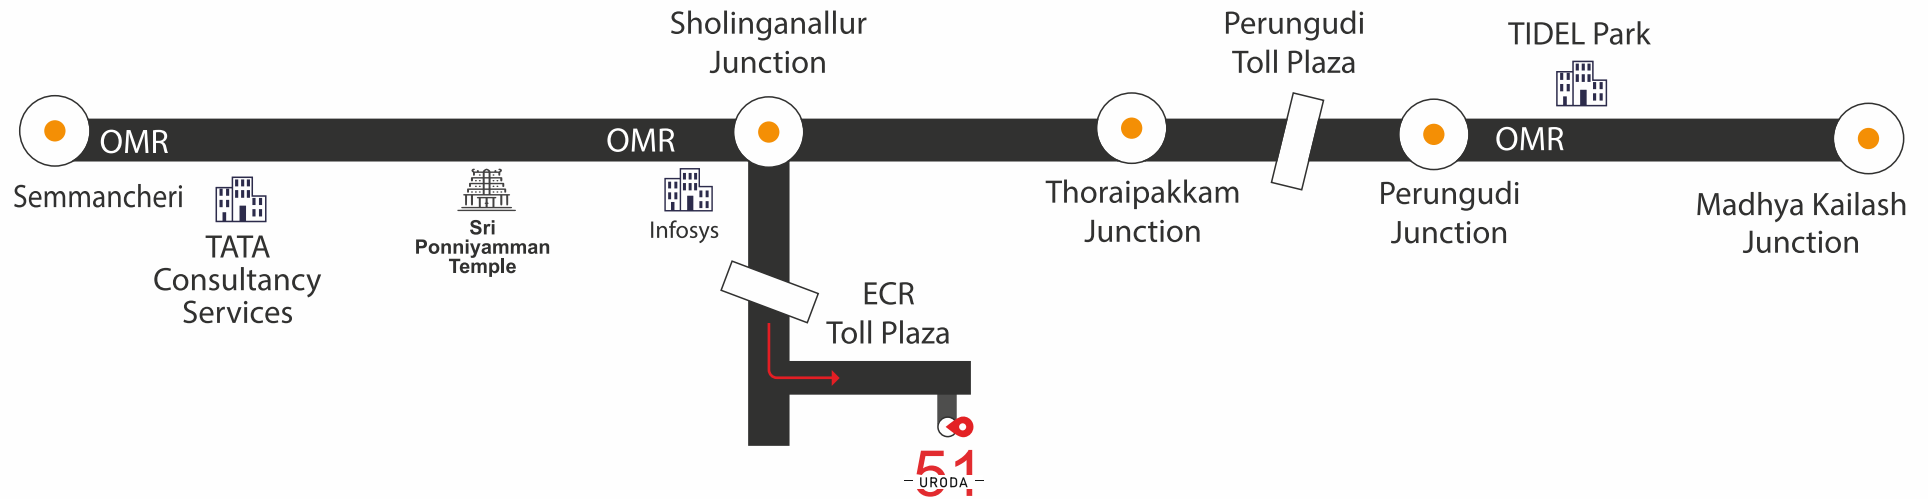 Sholinganallur
Junction
Perungudi
Toll Plaza
TIDEL Park
OMR
OMR
OMR
Semmancheri
TATA
Consultancy
Services
Sri
Ponniyamman
Temple
Infosys
Thoraipakkam
Junction
Perungudi
Junction
Madhya Kailash
Junction
ECR
Toll Plaza
51
URODA